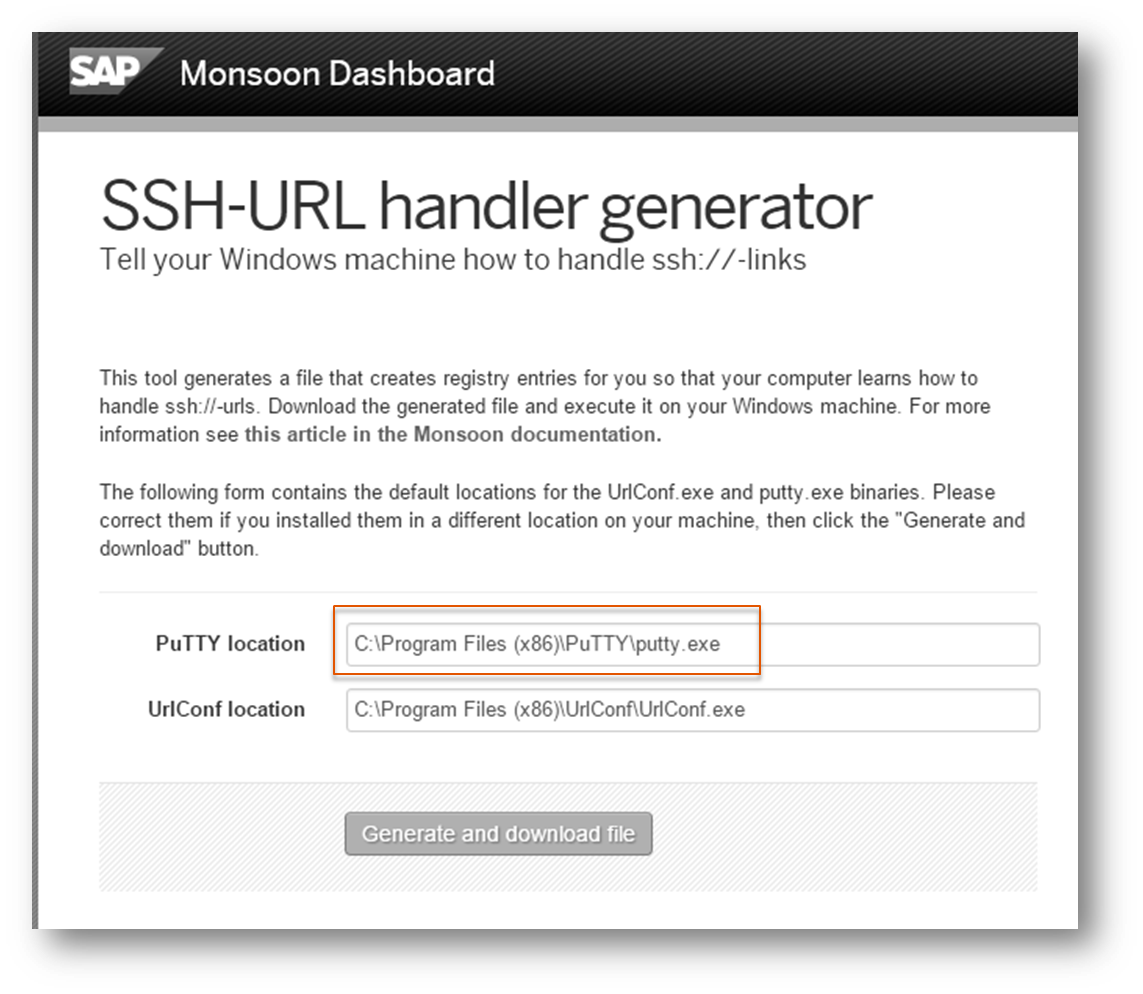 SAP Monsoon Dashboard
SSH-URL handler generator
Tell your Windows machine how to handle ssh://-links
This tool generates a file that creates registry entries for you so that your computer learns how to
handle ssh://-urls. Download the generated file and execute it on your Windows machine. For more
information see this article in the Monsoon documentation.
The following form contains the default locations for the UrlConf.exe and putty.exe binaries. Please
correct them if you installed them in a different location on your machine, then click the "Generate and
download" button.
PuTTY location C:\Program Files (x86)\PuTTY\putty.exe
UrlConf location C:\Program Files (x86)\UrlConf\UrlConf.exe
Generate and download file